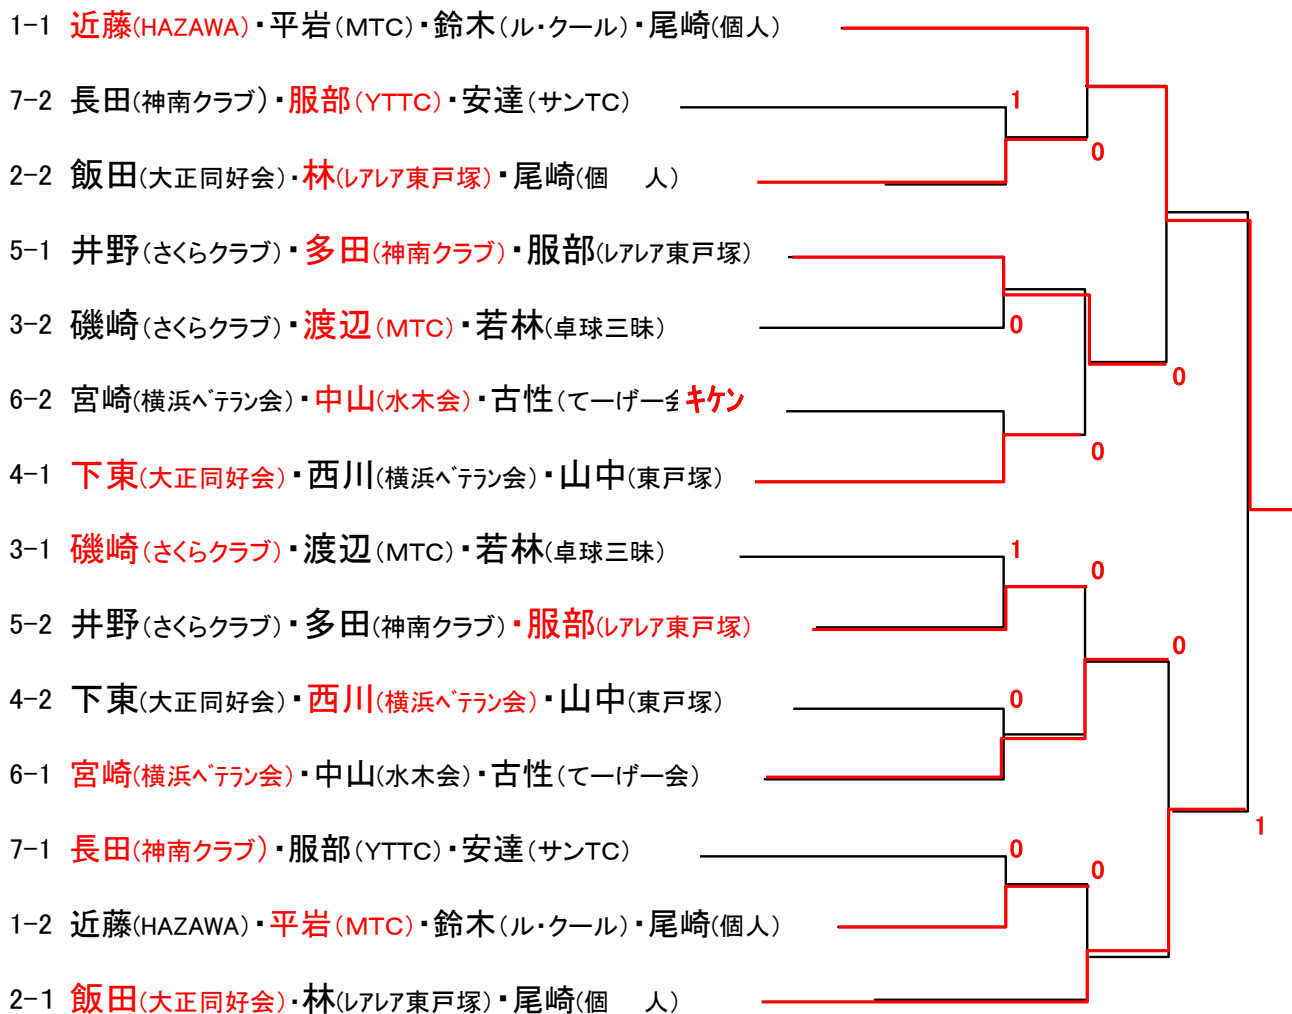 1-1 近藤(HAZAWA)・平岩(MTC)・鈴木(ル・クール)・尾崎(個人)
7-2 長田(神南クラブ)・服部(YTTC)・安達(サンTC)
1
0
2-2 飯田(大正同好会)・林(レアレア東戸塚)・尾崎(個　人)
5-1 井野(さくらクラブ)・多田(神南クラブ)・服部(レアレア東戸塚)
3-2 磯崎(さくらクラブ)・渡辺(MTC)・若林(卓球三昧)
0
0
6-2 宮崎(横浜ベテラン会)・中山(水木会)・古性(てーげー会 キケン
0
4-1 下東(大正同好会)・西川(横浜ベテラン会)・山中(東戸塚)
3-1 磯崎(さくらクラブ)・渡辺(MTC)・若林(卓球三昧)
1
0
5-2 井野(さくらクラブ)・多田(神南クラブ)・服部(レアレア東戸塚)
0
4-2 下東(大正同好会)・西川(横浜ベテラン会)・山中(東戸塚)
0
6-1 宮崎(横浜ベテラン会)・中山(水木会)・古性(てーげー会)
1
7-1 長田(神南クラブ)・服部(YTTC)・安達(サンTC)
0
0
1-2 近藤(HAZAWA)・平岩(MTC)・鈴木(ル・クール)・尾崎(個人)
2-1 飯田(大正同好会)・林(レアレア東戸塚)・尾崎(個　人)